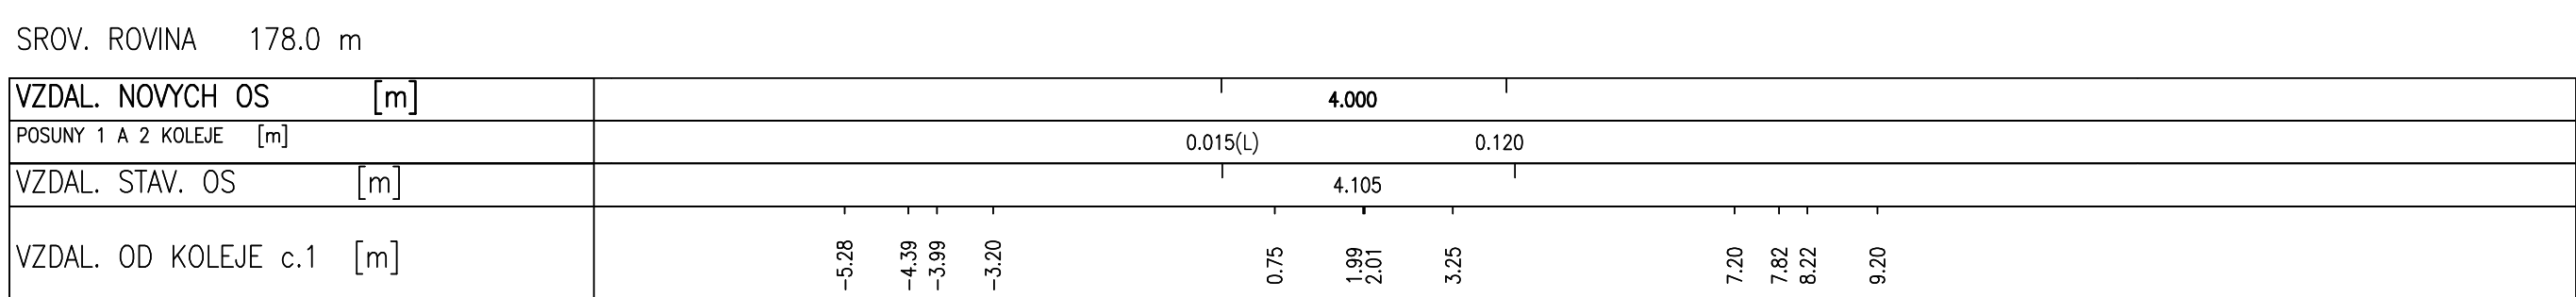 SROV. ROVINA 178.0 m
VZDAL. NOVYCH OS [m] 4.000
POSUNY 1 A 2 KOLEJE [m] 0.015(L) 0.120
VZDAL. STAV. OS [m] 4.105
VZDAL. OD KOLEJE c.1 [m] -5.28 -4.39 -3.99 -3.20 0.75 1.99 2.01 3.25 7.20 7.82 8.22 9.20